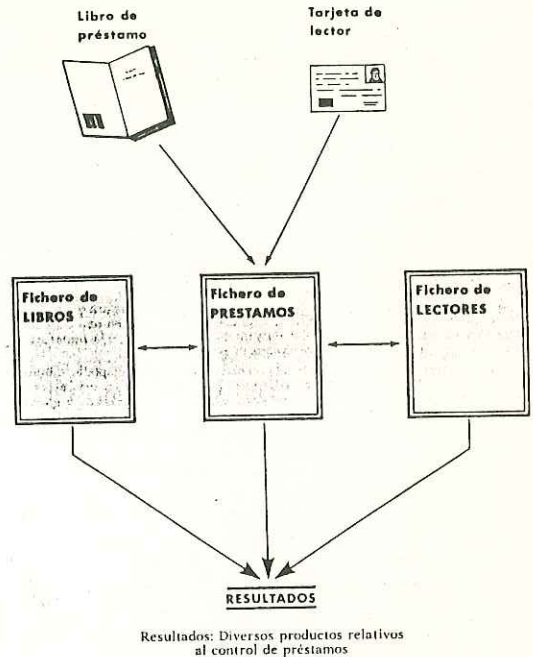 Libro de
préstamo
Tarjeta de
lector
Fichero de
LIBROS
Fichero de
PRESTAMOS
Fichero de
LECTORES
RESULTADOS
Resultados: Diversos productos relativos
al control de préstamos